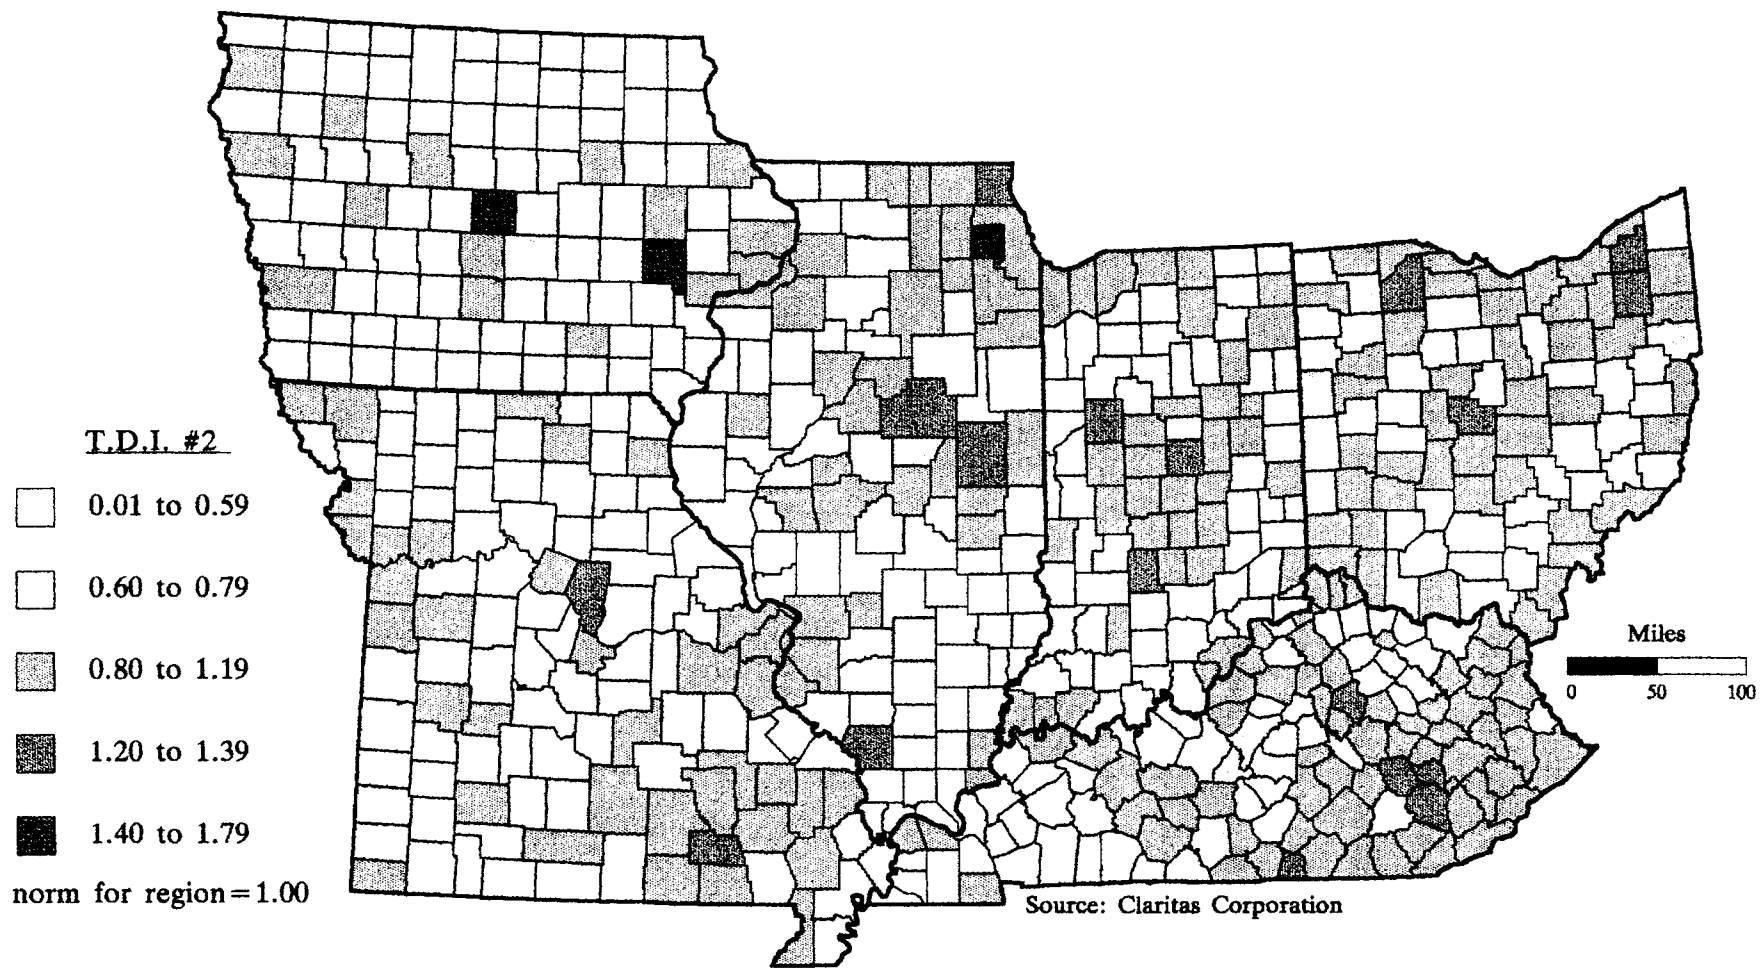 T.D.I. #2
0.01 to 0.59
0.60 to 0.79
0.80 to 1.19
1.20 to 1.39
1.40 to 1.79
norm for region=1.00
Miles
0 50 100
Source: Claritas Corporation